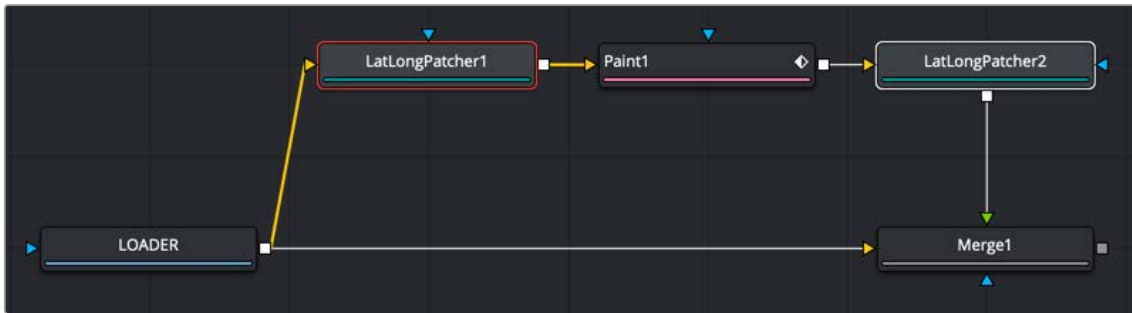 LatLongPatcher1
Paint1
LatLongPatcher2
LOADER
Merge1